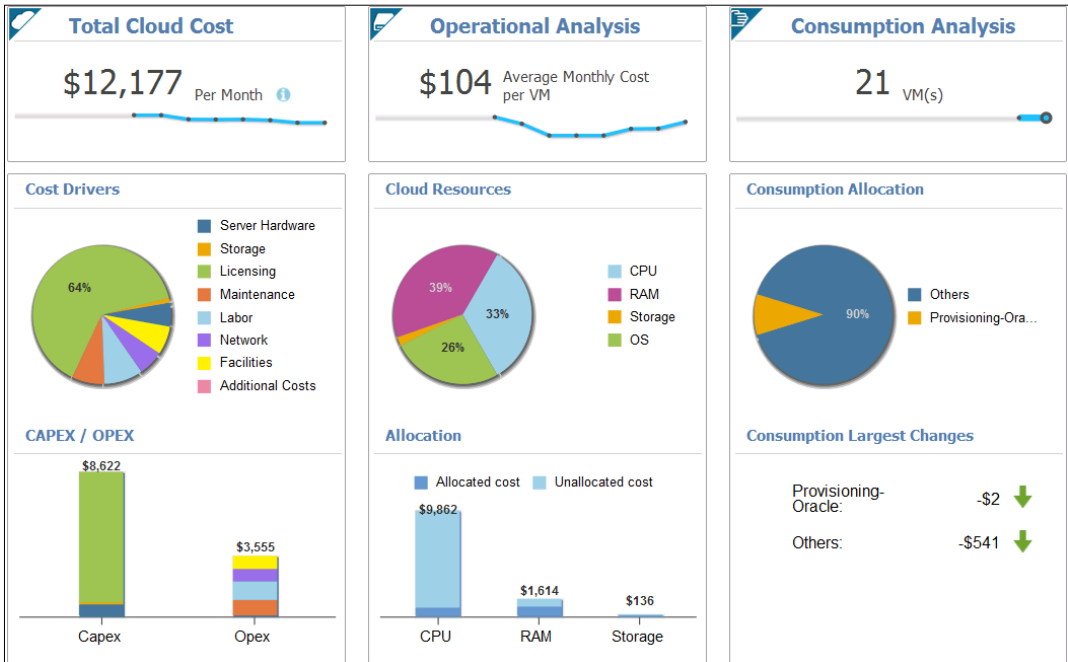 Total Cloud Cost
$12,177 Per Month i
Operational Analysis
$104 Average Monthly Cost
per VM
Consumption Analysis
21 VM(s)
Cost Drivers
64%
Server Hardware
Storage
Licensing
Maintenance
Labor
Network
Facilities
Additional Costs
CAPEX / OPEX
$8,622
$3,555
Capex Opex
Cloud Resources
39%
33%
26%
CPU
RAM
Storage
OS
Allocation
Allocated cost Unallocated cost
$9,862
$1,614
$136
CPU RAM Storage
Consumption Allocation
90%
Others
Provisioning-Ora...
Consumption Largest Changes
Provisioning-
Oracle: -$2
Others: -$541